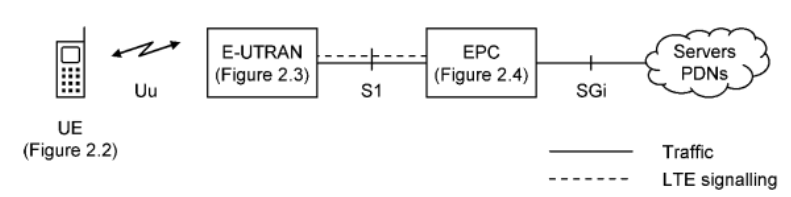 E-UTRAN
(Figure 2.3)
EPC
(Figure 2.4)
Servers
PDNs
Uu
S1
SGi
UE
(Figure 2.2)
Traffic
LTE signalling